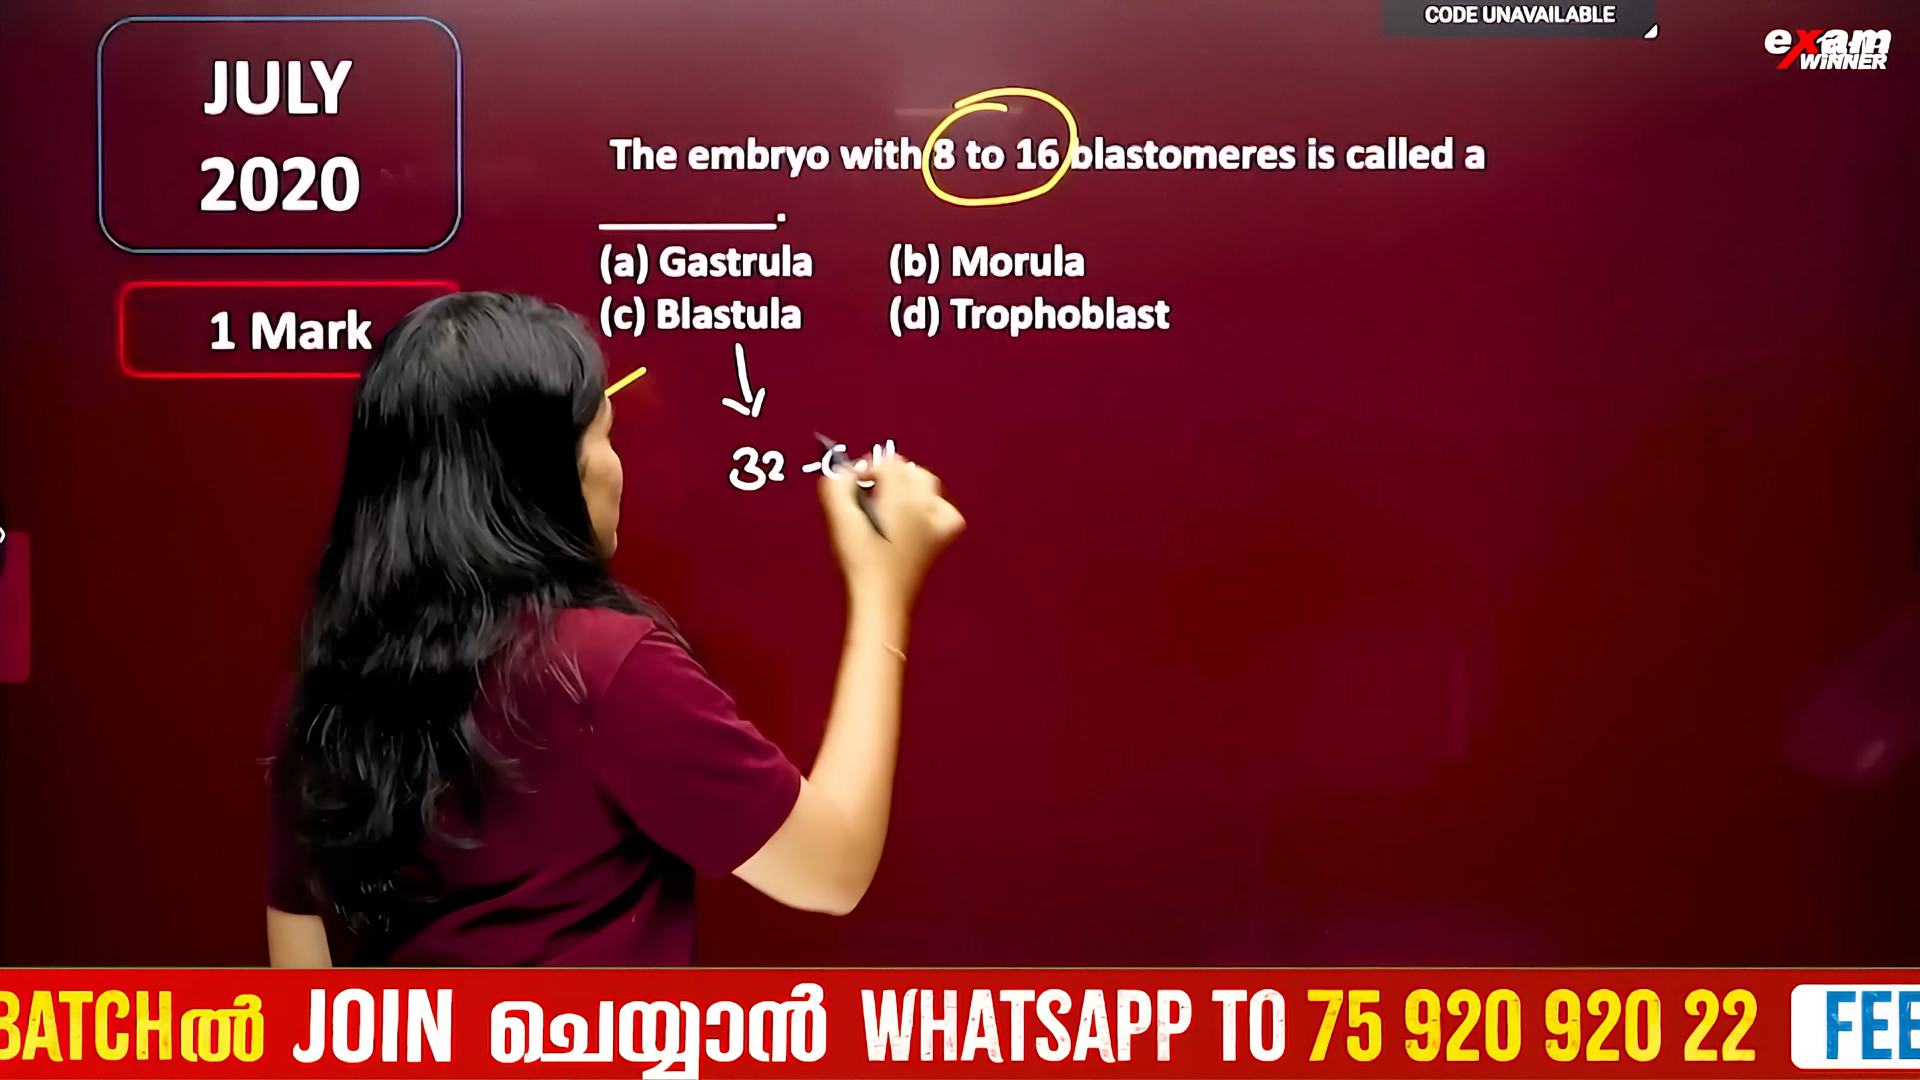 CODE UNAVAILABLE
exam
WiNNER
JULY
2020
1 Mark
The embryo with 8 to 16 blastomeres is called a
__________.
(a) Gastrula (b) Morula
(c) Blastula (d) Trophoblast
32 -
BATCHൽ JOIN ചെയ്യാൻ WHATSAPP TO 75 920 920 22 FEE